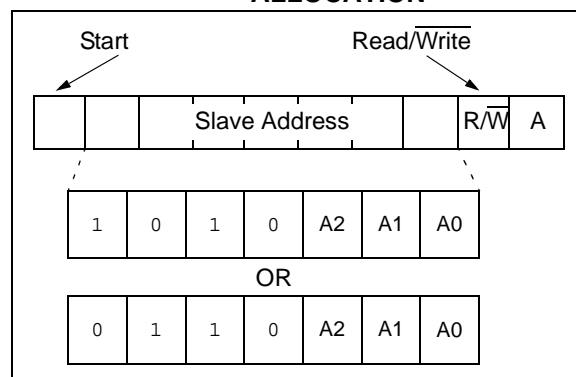 ALLOCATION
Start Read/Write
Slave Address R/W A
1 0 1 0 A2 A1 A0
OR
0 1 1 0 A2 A1 A0